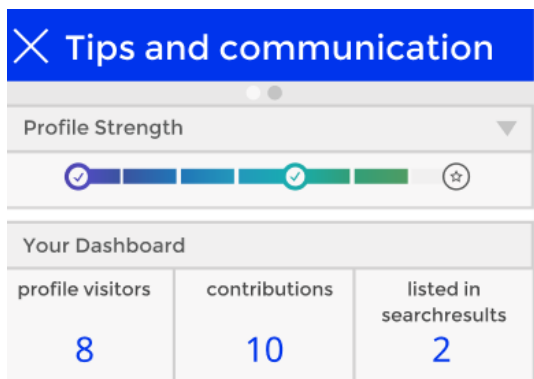 Tips and communication
Profile Strength
Your Dashboard
profile visitors
contributions
listed in
searchresults
8
10
2